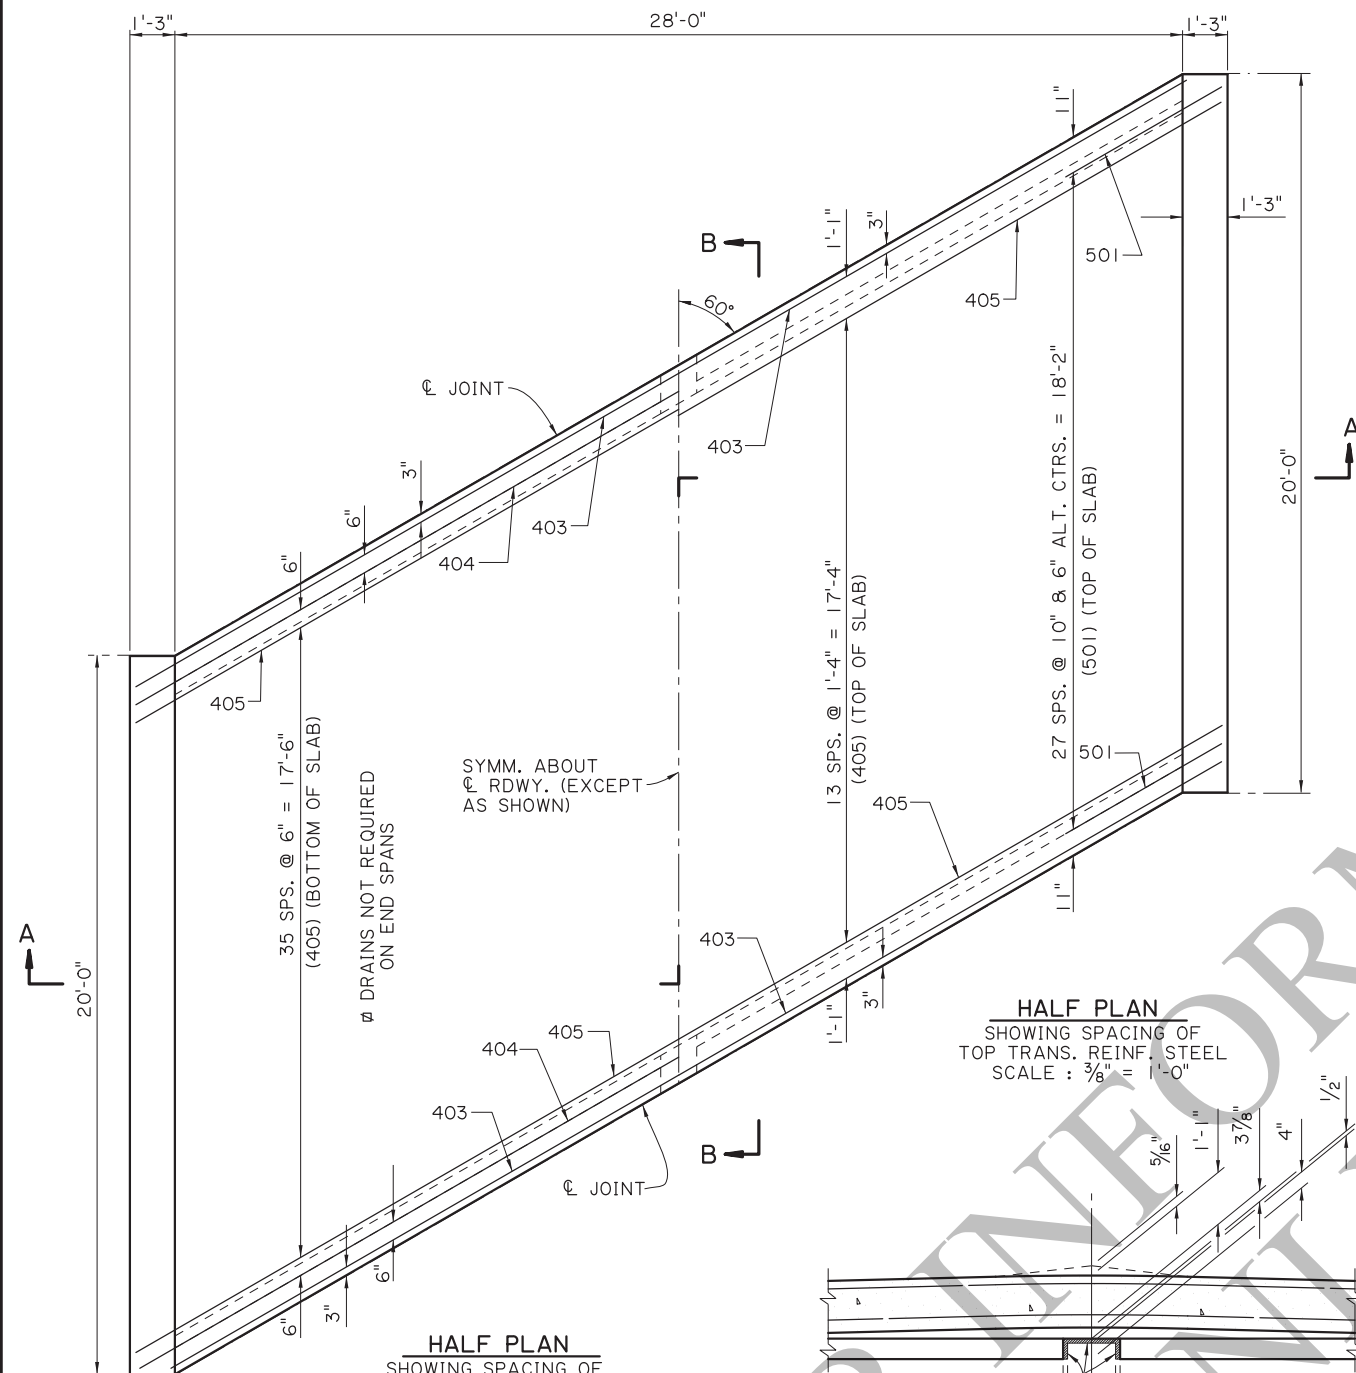 1'-3"
28'-0"
1'-3"
11"
1'-3"
B
1'-1"
3"
501
60°
405
℄ JOINT
403
3"
6"
403
404
6"
A
20'-0"
405
SYMM. ABOUT
℄ RDWY. (EXCEPT
AS SHOWN)
35 SPS. @ 6" = 17'-6"
(405) (BOTTOM OF SLAB)
DRAINS NOT REQUIRED
ON END SPANS
13 SPS. @ 1'-4" = 17'-4"
(405) (TOP OF SLAB)
27 SPS. @ 10" & 6" ALT. CTRS. = 18'-2"
(501) (TOP OF SLAB)
501
405
11"
A
20'-0"
403
3"
1'-1"
405
404
403
B
℄ JOINT
6"
3"
6"
HALF PLAN
SHOWING SPACING OF
TOP TRANS. REINF. STEEL
SCALE : 3/8" = 1'-0"
5/16"
1'-1"
3 7/8"
4"
1/2"
HALF PLAN
SHOWING SPACING OF
INFOR